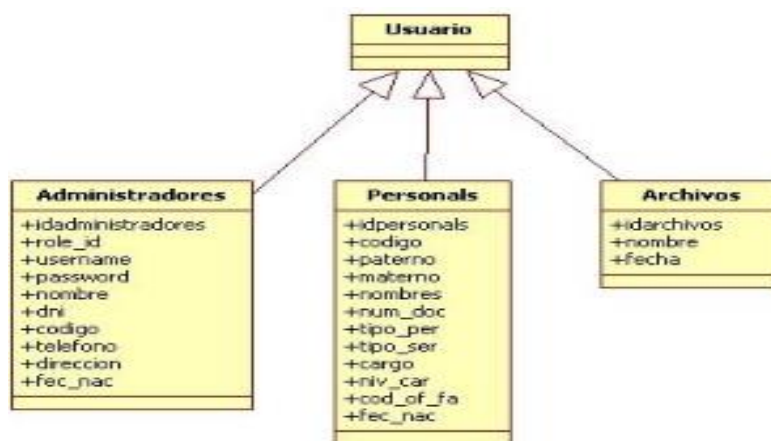 Usuario
Administradores
+idadministradores
+role_id
+username
+password
+nombre
+dni
+codigo
+telefono
+direccion
+fec_nac
Personals
+idpersonals
+codigo
+paterno
+materno
+nombres
+num_doc
+tipo_per
+tipo_ser
+cargo
+niv_car
+cod_of_fa
+fec_nac
Archivos
+idarchivos
+nombre
+fecha